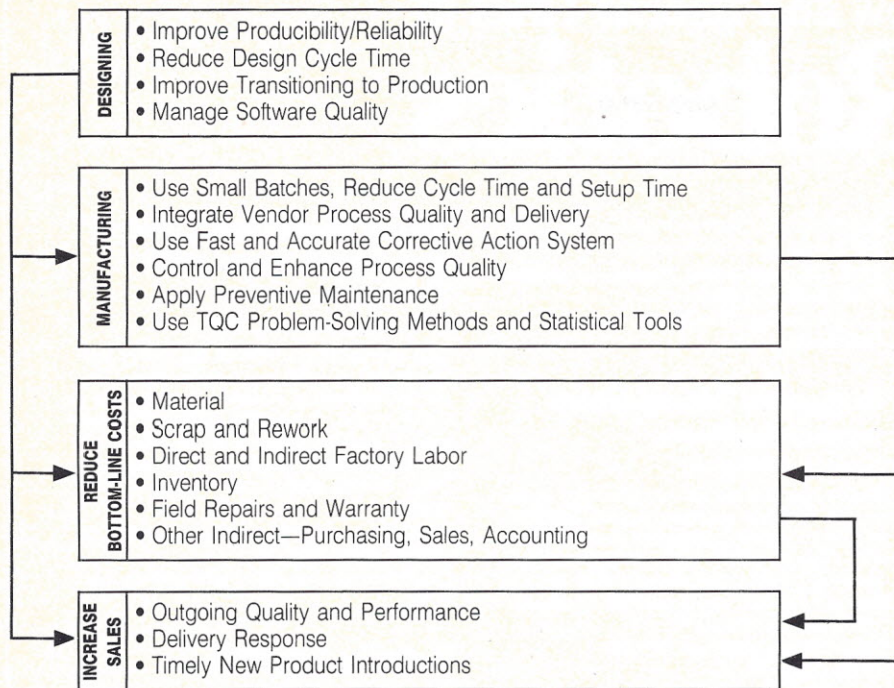 DESIGNING
• Improve Producibility/Reliability
• Reduce Design Cycle Time
• Improve Transitioning to Production
• Manage Software Quality
MANUFACTURING
• Use Small Batches, Reduce Cycle Time and Setup Time
• Integrate Vendor Process Quality and Delivery
• Use Fast and Accurate Corrective Action System
• Control and Enhance Process Quality
• Apply Preventive Maintenance
• Use TQC Problem-Solving Methods and Statistical Tools
REDUCE
BOTTOM-LINE COSTS
• Material
• Scrap and Rework
• Direct and Indirect Factory Labor
• Inventory
• Field Repairs and Warranty
• Other Indirect—Purchasing, Sales, Accounting
INCREASE
SALES
• Outgoing Quality and Performance
• Delivery Response
• Timely New Product Introductions